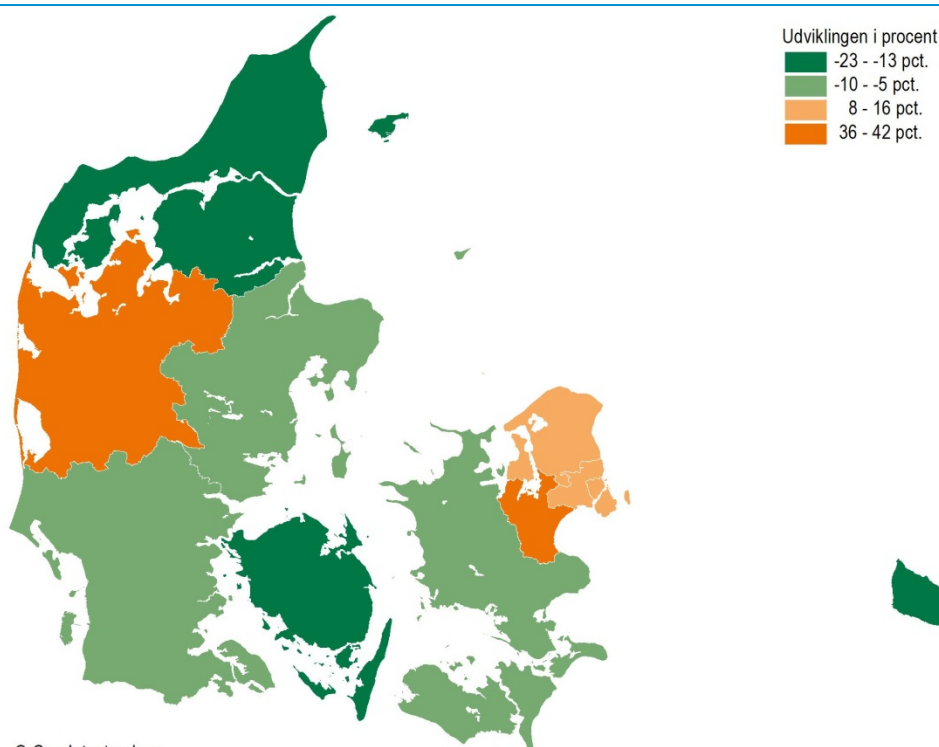 Udviklingen i procent
-23 - -13 pct.
-10 - -5 pct.
8 - 16 pct.
36 - 42 pct.